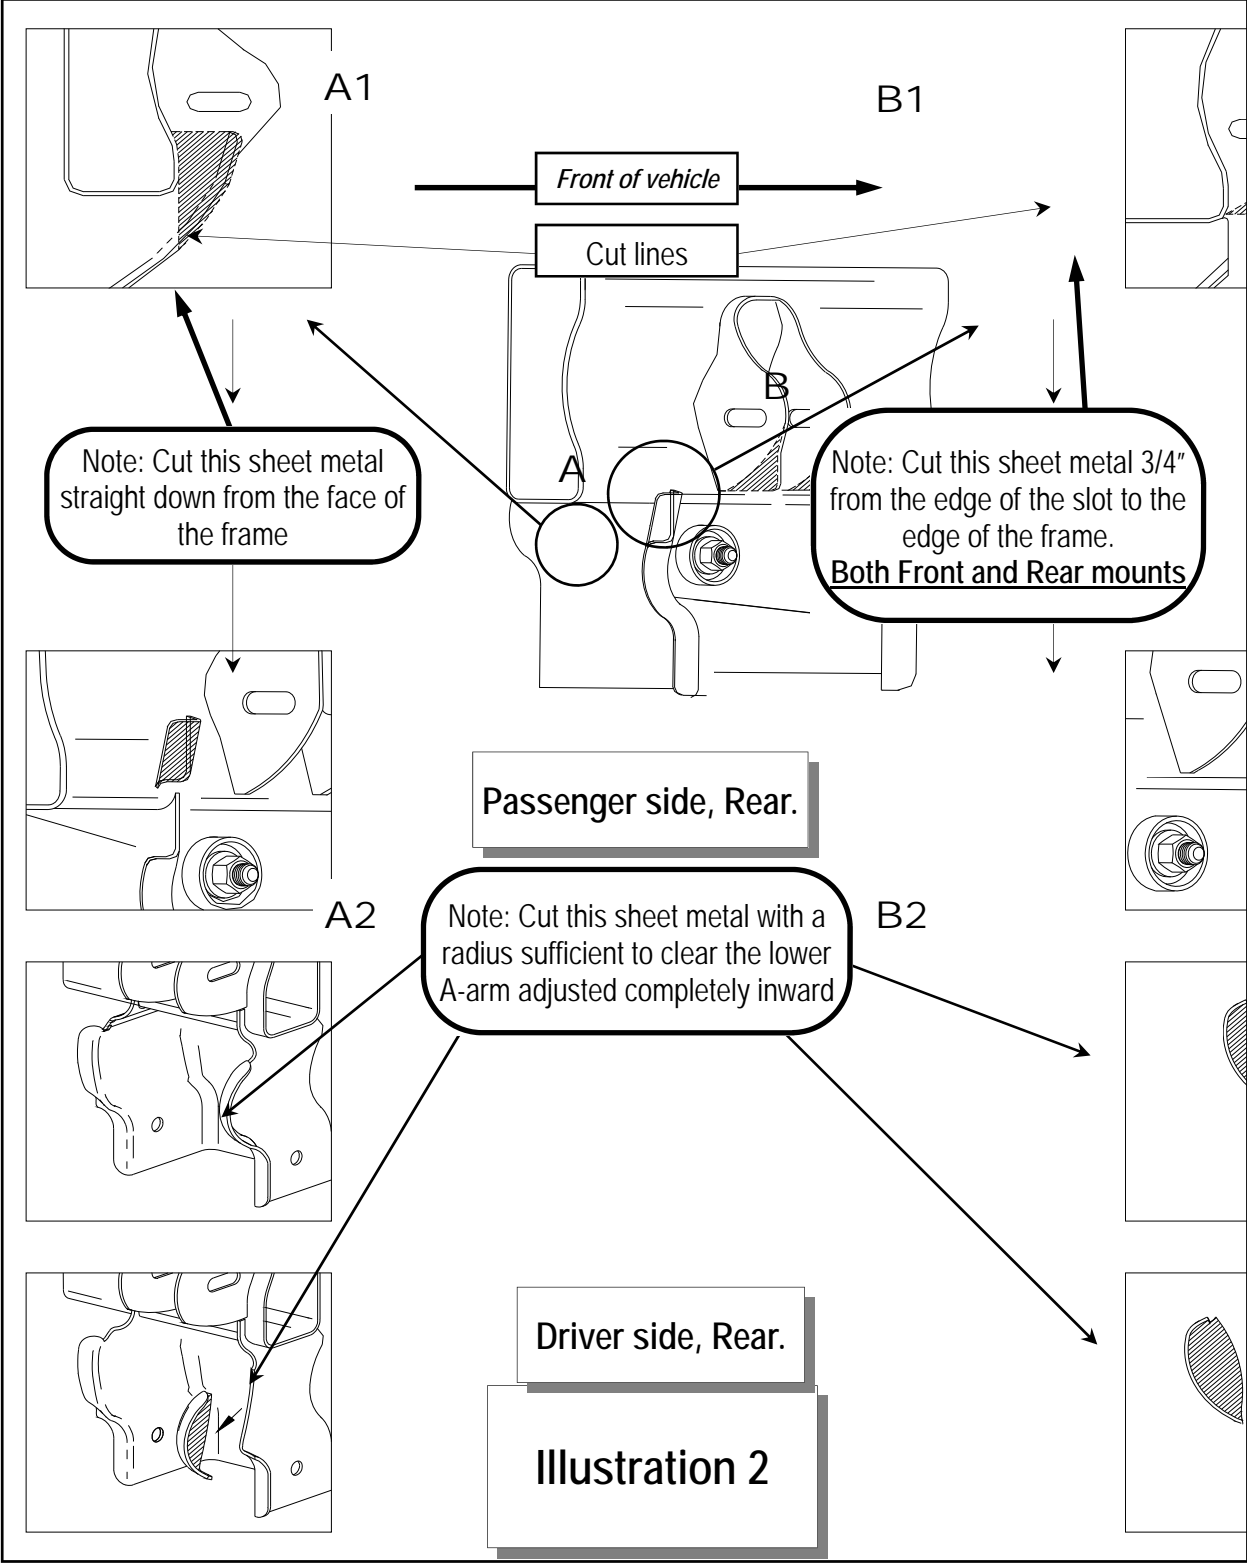 A1
B1
Front of vehicle
Cut lines
B
A
Note: Cut this sheet metal
straight down from the face of
the frame
Note: Cut this sheet metal 3/4″
from the edge of the slot to the
edge of the frame.
Both Front and Rear mounts
Passenger side, Rear.
A2
B2
Note: Cut this sheet metal with a
radius sufficient to clear the lower
A-arm adjusted completely inward
Driver side, Rear.
Illustration 2